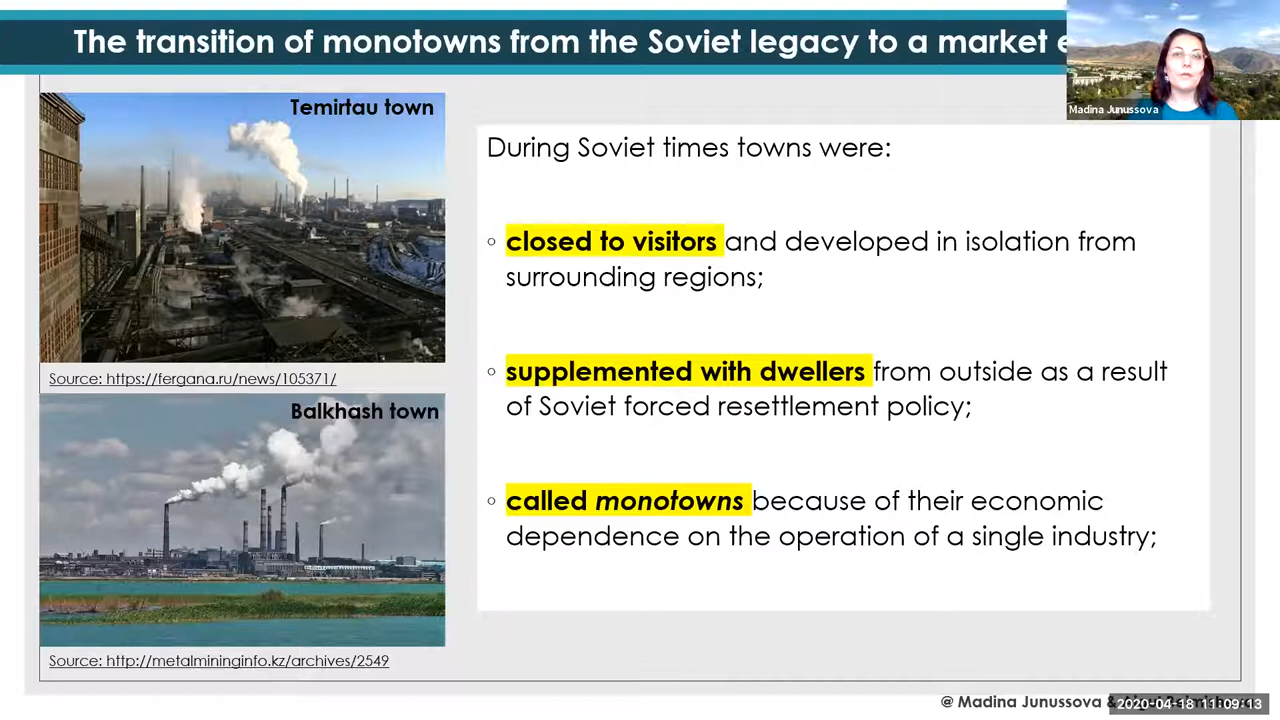 The transition of monotowns from the Soviet legacy to a market
Madina Junussova
Temirtau town
Source: https://fergana.ru/news/105371/
Balkhash town
Source: http://metalmininginfo.kz/archives/2549
During Soviet times towns were:
◦ closed to visitors and developed in isolation from
surrounding regions;
◦ supplemented with dwellers from outside as a result
of Soviet forced resettlement policy;
◦ called monotowns because of their economic
dependence on the operation of a single industry;
@ Madina Junussova &
2020-04-18 11:09:13